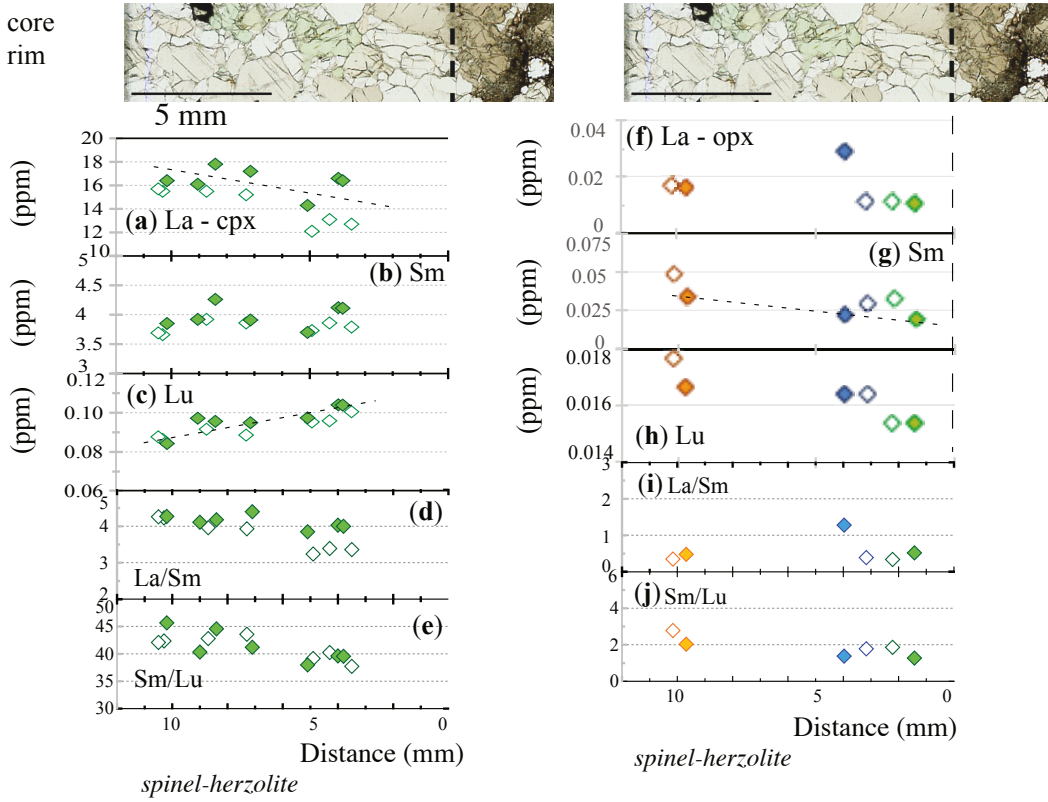 core
rim
5 mm
20
18
16
14
12
10
(ppm)
(a) La - cpx
5
4.5
4
3.5
3
(ppm)
(b) Sm
0.12
0.10
0.08
0.06
(ppm)
(c) Lu
5
4
3
2
(d)
La/Sm
50
45
40
35
30
(e)
Sm/Lu
10
5
0
Distance (mm)
spinel-herzolite
0.04
0.02
0
(ppm)
(f) La - opx
0.075
0.05
0.025
0
(ppm)
(g) Sm
0.018
0.016
0.014
(ppm)
(h) Lu
3
2
1
0
(i) La/Sm
6
4
2
0
(j) Sm/Lu
10
5
0
Distance (mm)
spinel-herzolite